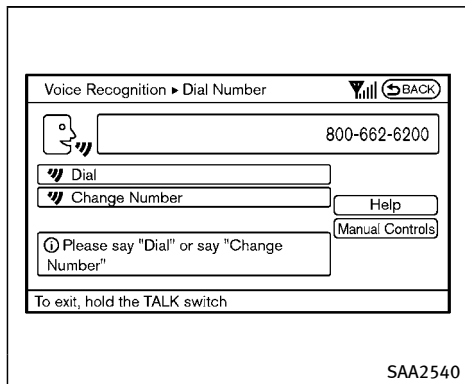 Voice Recognition ▸ Dial Number
BACK
800-662-6200
Dial
Change Number
Help
Manual Controls
Please say "Dial" or say "Change
Number"
To exit, hold the TALK switch
SAA2540